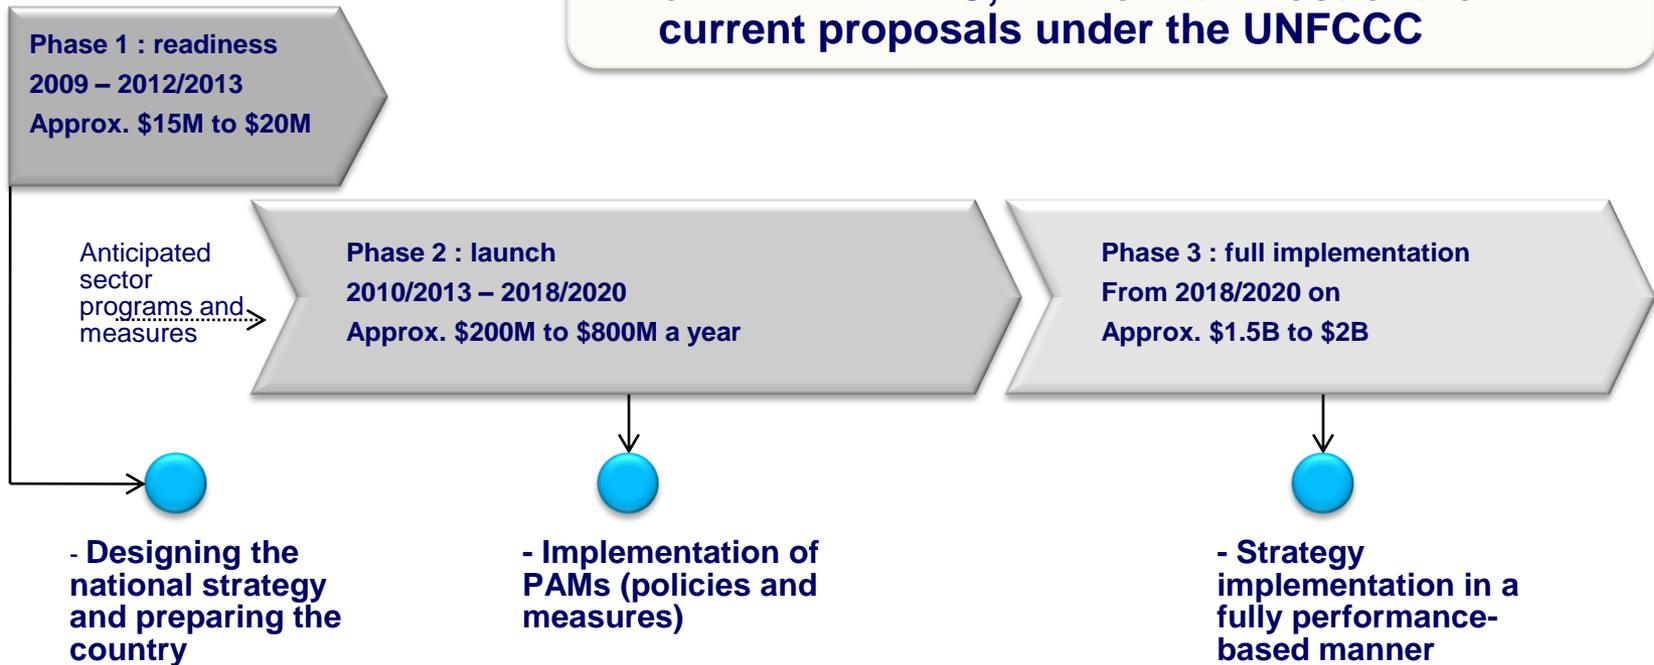 current proposals under the UNFCCC
Phase 1 : readiness
2009 – 2012/2013
Approx. $15M to $20M
Anticipated
sector
programs and
measures
Phase 2 : launch
2010/2013 – 2018/2020
Approx. $200M to $800M a year
Phase 3 : full implementation
From 2018/2020 on
Approx. $1.5B to $2B
- Designing the
national strategy
and preparing the
country
- Implementation of
PAMs (policies and
measures)
- Strategy
implementation in a
fully performance-
based manner